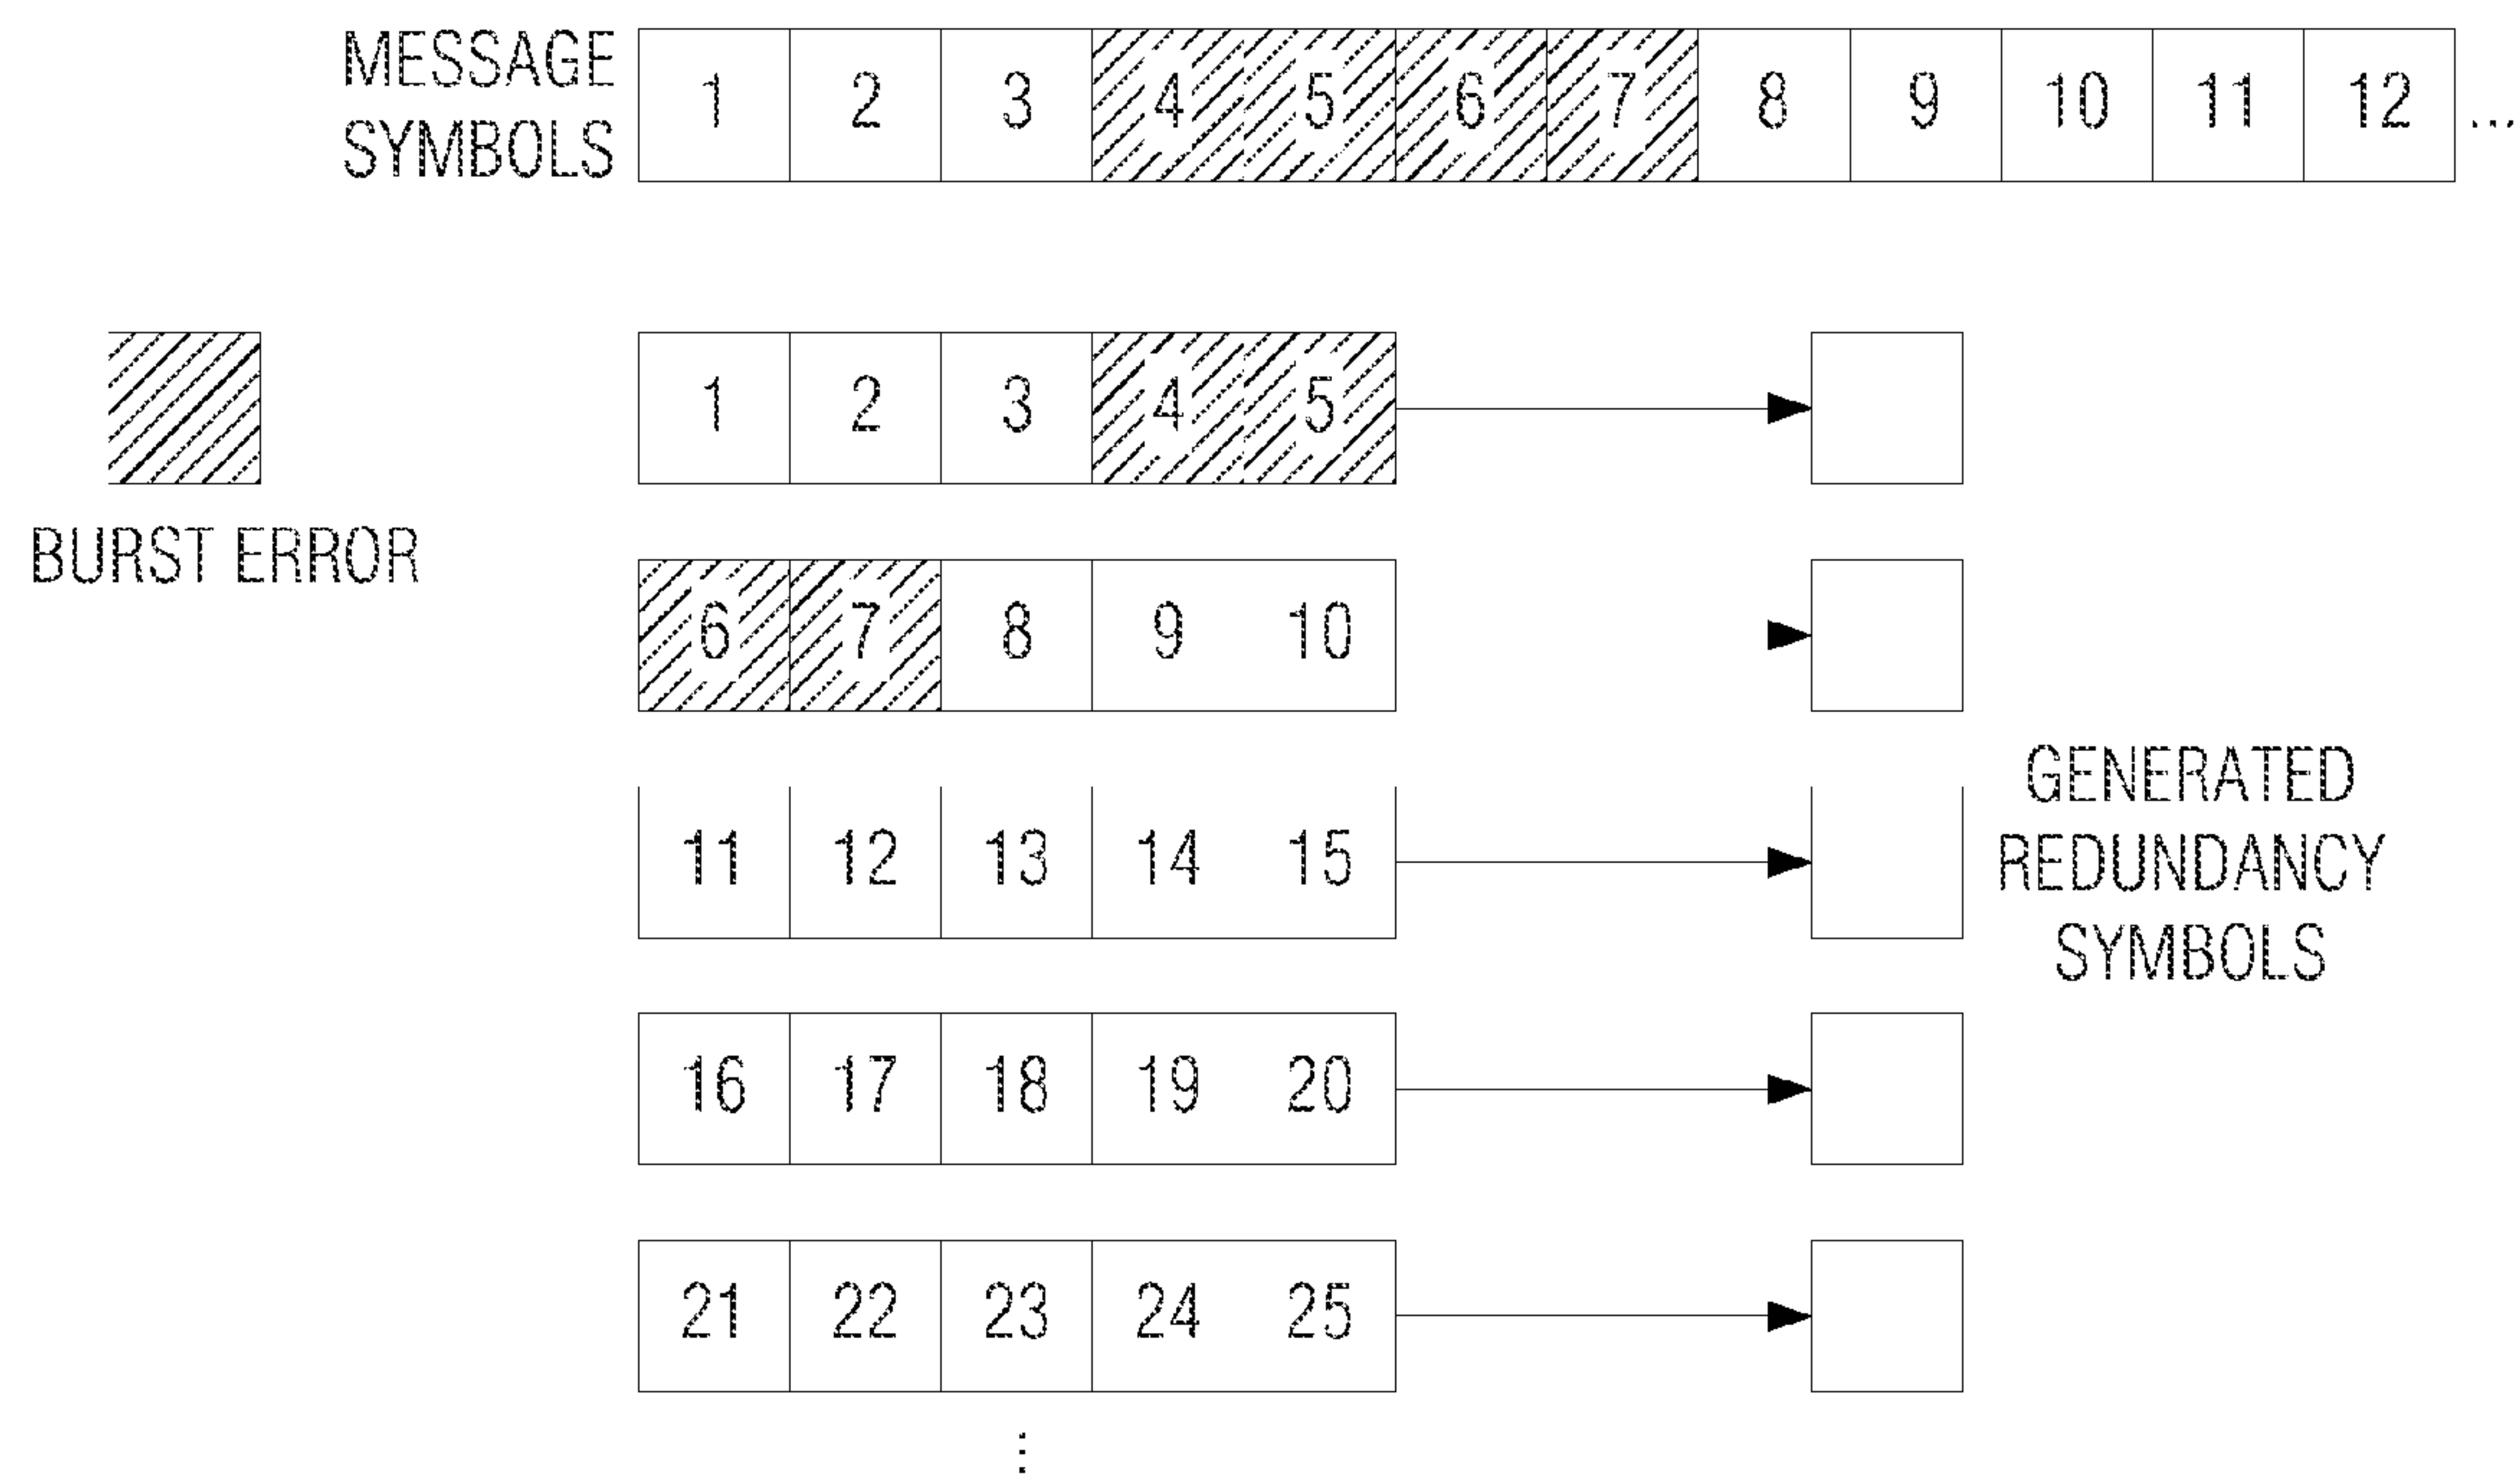 MESSAGE
SYMBOLS
1 2 3 4 5 6 7 8 9 10 11 12 ...
1 2 3 4 5
BURST ERROR
6 7 8 9 10
11 12 13 14 15
GENERATED
REDUNDANCY
SYMBOLS
16 17 18 19 20
21 22 23 24 25
⋮